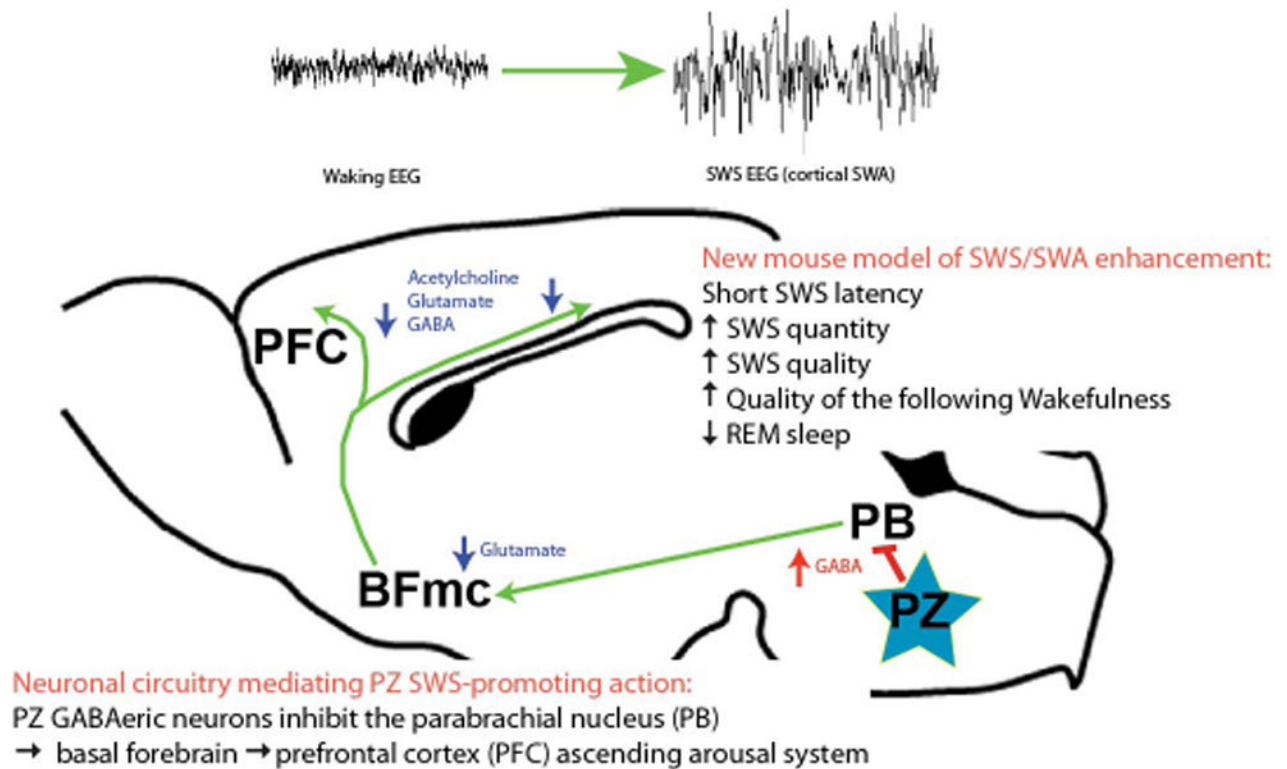 Waking EEG
SWS EEG (cortical SWA)
New mouse model of SWS/SWA enhancement:
Short SWS latency
↑ SWS quantity
↑ SWS quality
↑ Quality of the following Wakefulness
↓ REM sleep
Acetylcholine
Glutamate
GABA
PFC
PB
GABA
PZ
Glutamate
BFmc
Neuronal circuitry mediating PZ SWS-promoting action:
PZ GABAeric neurons inhibit the parabrachial nucleus (PB)
→ basal forebrain → prefrontal cortex (PFC) ascending arousal system